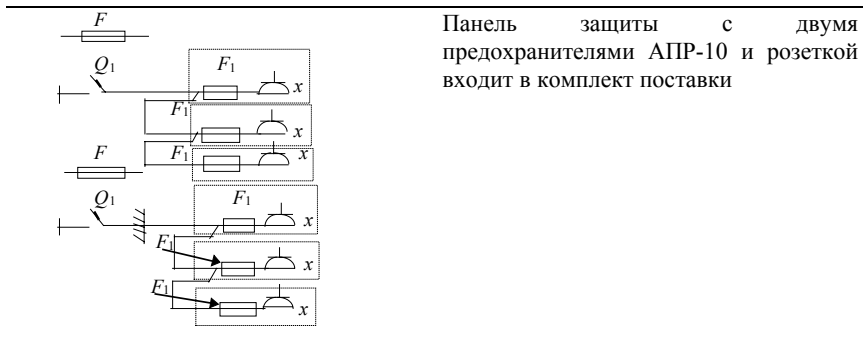 F
Q1
F1
x
F1
x
F
F1
x
Q1
F1
x
F1
x
F1
x
Панель защиты с двумя
предохранителями АПР-10 и розеткой
входит в комплект поставки